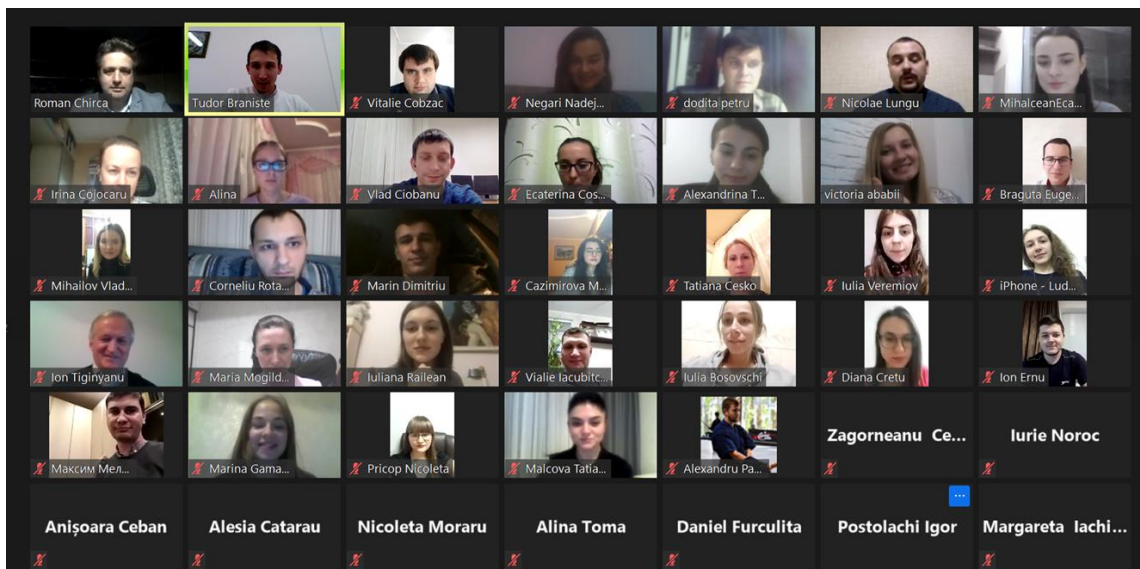 Roman Chirca
Tudor Braniste
Vitalie Cobzac
Negari Nadej...
dodita petru
Nicolae Lungu
MihalceanEca...
Irina Cojocaru
Alina
Vlad Ciobanu
Ecaterina Cos...
Alexandrina T...
victoria ababii
Braguta Euge...
Mihailov Vlad...
Corneliu Rota...
Marin Dimitriu
Cazimirova M...
Tatiana Cesko
Iulia Veremiov
iPhone - Lud...
Ion Tiginyanu
Maria Mogild...
Iuliana Railean
Vialie Iacubitc...
Iulia Bosovschi
Diana Cretu
Ion Ernu
Максим Мел...
Marina Gama...
Pricop Nicoleta
Malcova Tatia...
Alexandru Pa...
Zagorneanu Ce...
Iurie Noroc
Anișoara Ceban
Alesia Catarau
Nicoleta Moraru
Alina Toma
Daniel Furculita
Postolachi Igor
Margareta Iachi...